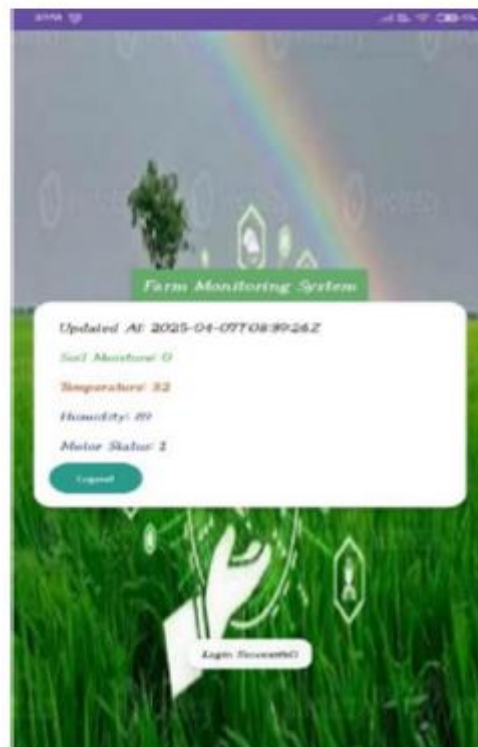 Farm Monitoring System
Updated At: 2025-04-07T08:39:24Z
Soil Moisture: 0
Temperature: 32
Humidity: 89
Motor Status: 1
Logout
Login Successful!